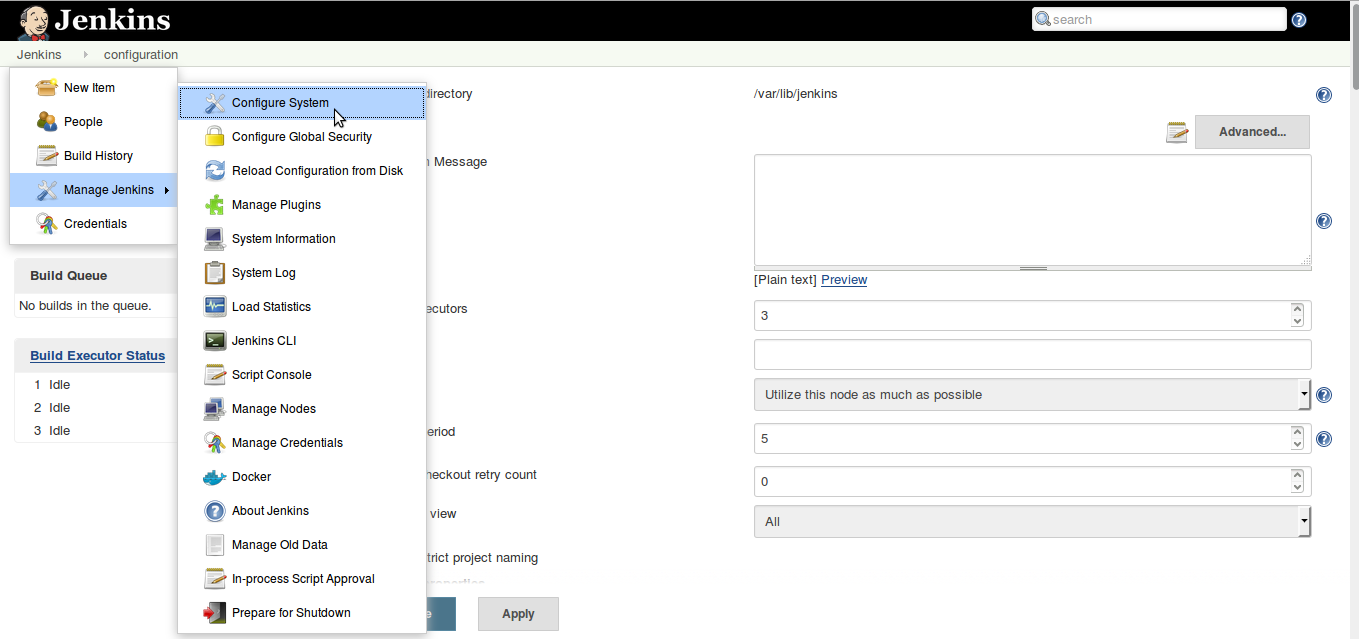 Jenkins
search
Jenkins configuration
New Item
People
Build History
Manage Jenkins
Credentials
Configure System
Configure Global Security
Reload Configuration from Disk
Manage Plugins
System Information
System Log
Load Statistics
Jenkins CLI
Script Console
Manage Nodes
Manage Credentials
Docker
About Jenkins
Manage Old Data
In-process Script Approval
Prepare for Shutdown
Build Queue
No builds in the queue.
Build Executor Status
1 Idle
2 Idle
3 Idle
directory /var/lib/jenkins
Advanced...
Message
[Plain text] Preview
ecutors 3
Utilize this node as much as possible
eriod 5
heckout retry count 0
view All
trict project naming
Apply